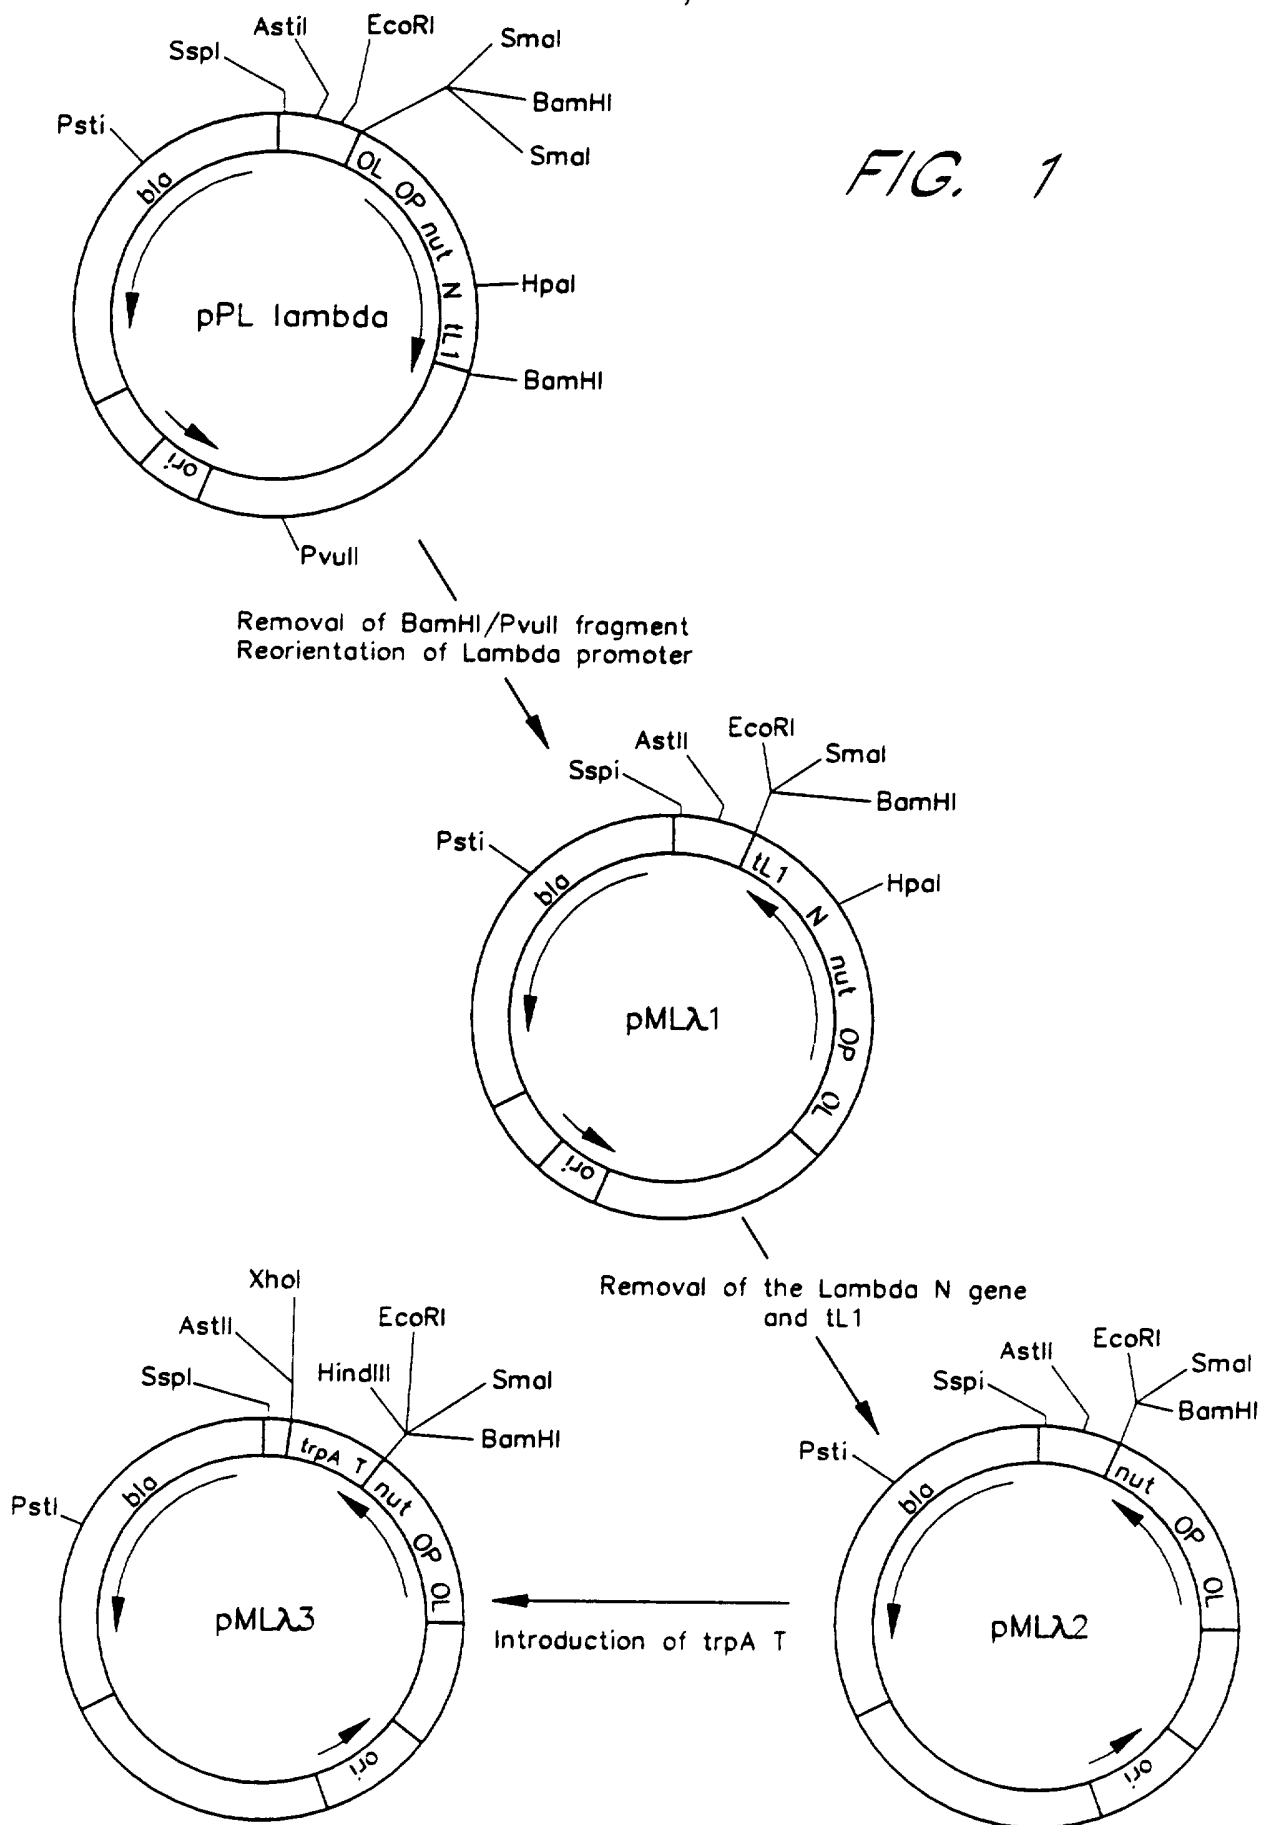 AstiI
EcoRI
SspI
SmaI
BamHI
SmaI
PstI
FIG. 1
bla
OL OP nut N tL1
HpaI
pPL lambda
BamHI
ori
PvuII
Removal of BamHI/PvuII fragment
Reorientation of Lambda promoter
EcoRI
AstII
SmaI
Sspi
BamHI
Psti
HpaI
bla
tL1 N nut OP OL
pMLλ1
ori
Removal of the Lambda N gene
and tL1
XhoI
AstII
EcoRI
SspI
HindIII
SmaI
BamHI
PstI
bla
trpA T
nut OP OL
pMLλ3
ori
Introduction of trpA T
EcoRI
AstII
SmaI
Sspi
BamHI
Psti
bla
nut OP OL
pMLλ2
ori